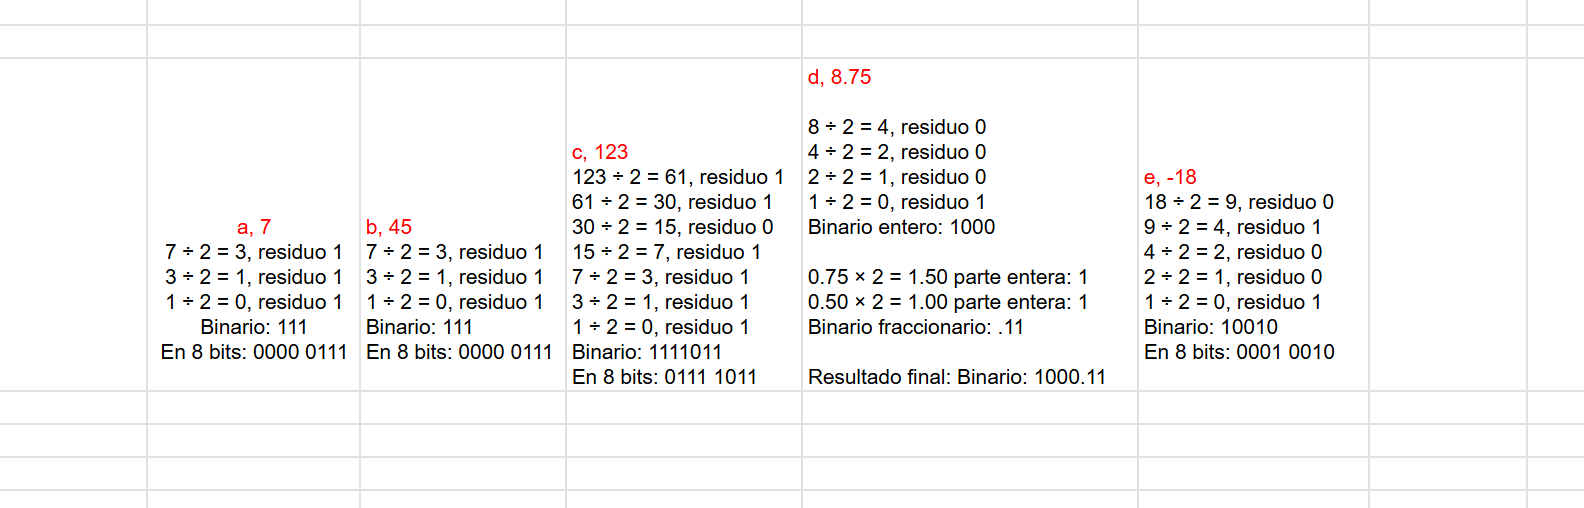 a, 7
7 ÷ 2 = 3, residuo 1
3 ÷ 2 = 1, residuo 1
1 ÷ 2 = 0, residuo 1
Binario: 111
En 8 bits: 0000 0111
b, 45
7 ÷ 2 = 3, residuo 1
3 ÷ 2 = 1, residuo 1
1 ÷ 2 = 0, residuo 1
Binario: 111
En 8 bits: 0000 0111
c, 123
123 ÷ 2 = 61, residuo 1
61 ÷ 2 = 30, residuo 1
30 ÷ 2 = 15, residuo 0
15 ÷ 2 = 7, residuo 1
7 ÷ 2 = 3, residuo 1
3 ÷ 2 = 1, residuo 1
1 ÷ 2 = 0, residuo 1
Binario: 1111011
En 8 bits: 0111 1011
d, 8.75
8 ÷ 2 = 4, residuo 0
4 ÷ 2 = 2, residuo 0
2 ÷ 2 = 1, residuo 0
1 ÷ 2 = 0, residuo 1
Binario entero: 1000
0.75 × 2 = 1.50 parte entera: 1
0.50 × 2 = 1.00 parte entera: 1
Binario fraccionario: .11
Resultado final: Binario: 1000.11
e, -18
18 ÷ 2 = 9, residuo 0
9 ÷ 2 = 4, residuo 1
4 ÷ 2 = 2, residuo 0
2 ÷ 2 = 1, residuo 0
1 ÷ 2 = 0, residuo 1
Binario: 10010
En 8 bits: 0001 0010